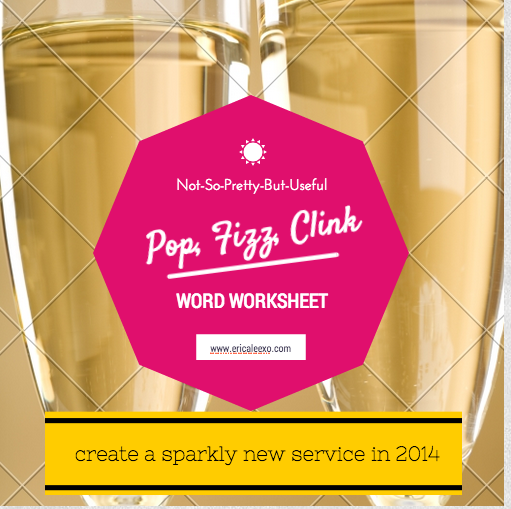 Not-So-Pretty-But-Useful
Pop, Fizz, Clink
WORD WORKSHEET
www.ericaleexo.com
create a sparkly new service in 2014